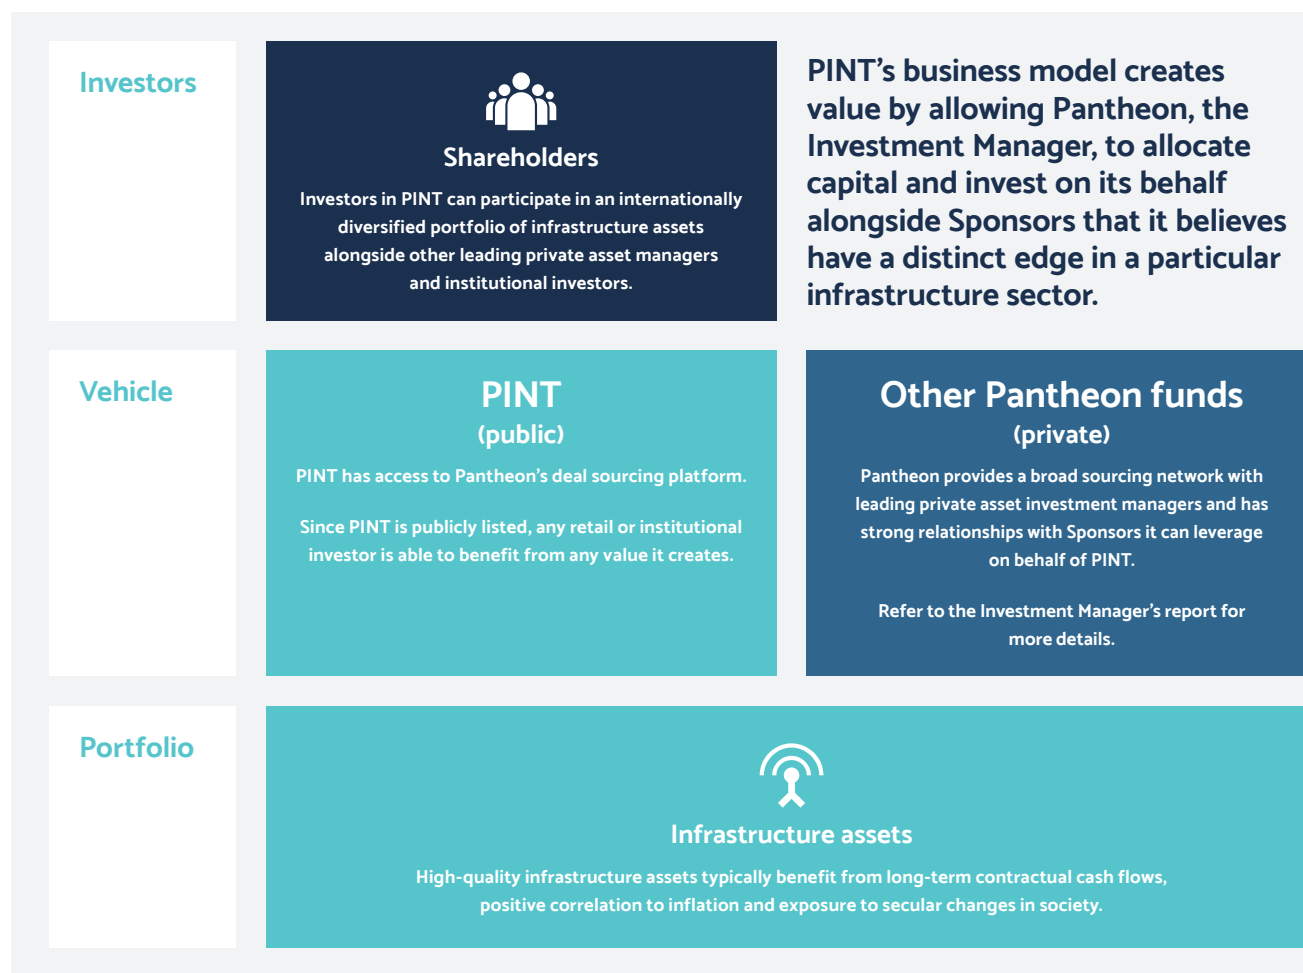 Investors
Shareholders
Investors in PINT can participate in an internationally
diversified portfolio of infrastructure assets
alongside other leading private asset managers
and institutional investors.
PINT’s business model creates
value by allowing Pantheon, the
Investment Manager, to allocate
capital and invest on its behalf
alongside Sponsors that it believes
have a distinct edge in a particular
infrastructure sector.
Vehicle
PINT
(public)
PINT has access to Pantheon’s deal sourcing platform.
Since PINT is publicly listed, any retail or institutional
investor is able to benefit from any value it creates.
Other Pantheon funds
(private)
Pantheon provides a broad sourcing network with
leading private asset investment managers and has
strong relationships with Sponsors it can leverage
on behalf of PINT.
Refer to the Investment Manager’s report for
more details.
Portfolio
Infrastructure assets
High-quality infrastructure assets typically benefit from long-term contractual cash flows,
positive correlation to inflation and exposure to secular changes in society.